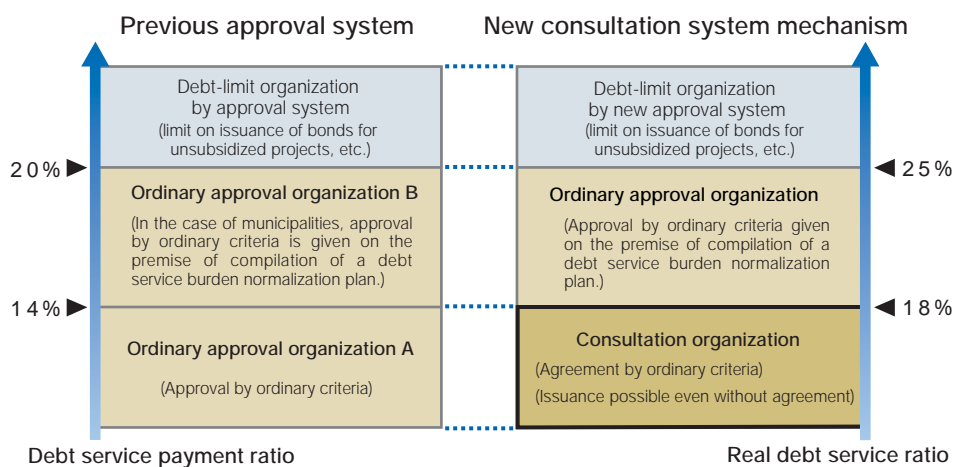 Previous approval system
New consultation system mechanism
Debt-limit organization
by approval system
(limit on issuance of bonds for
unsubsidized projects, etc.)
Debt-limit organization
by new approval system
(limit on issuance of bonds for
unsubsidized projects, etc.)
20%
25%
Ordinary approval organization B
(In the case of municipalities, approval
by ordinary criteria is given on the
premise of compilation of a debt
service burden normalization plan.)
Ordinary approval organization
(Approval by ordinary criteria given
on the premise of compilation of a
debt service burden normalization
plan.)
14%
18%
Ordinary approval organization A
(Approval by ordinary criteria)
Consultation organization
(Agreement by ordinary criteria)
(Issuance possible even without agreement)
Debt service payment ratio
Real debt service ratio